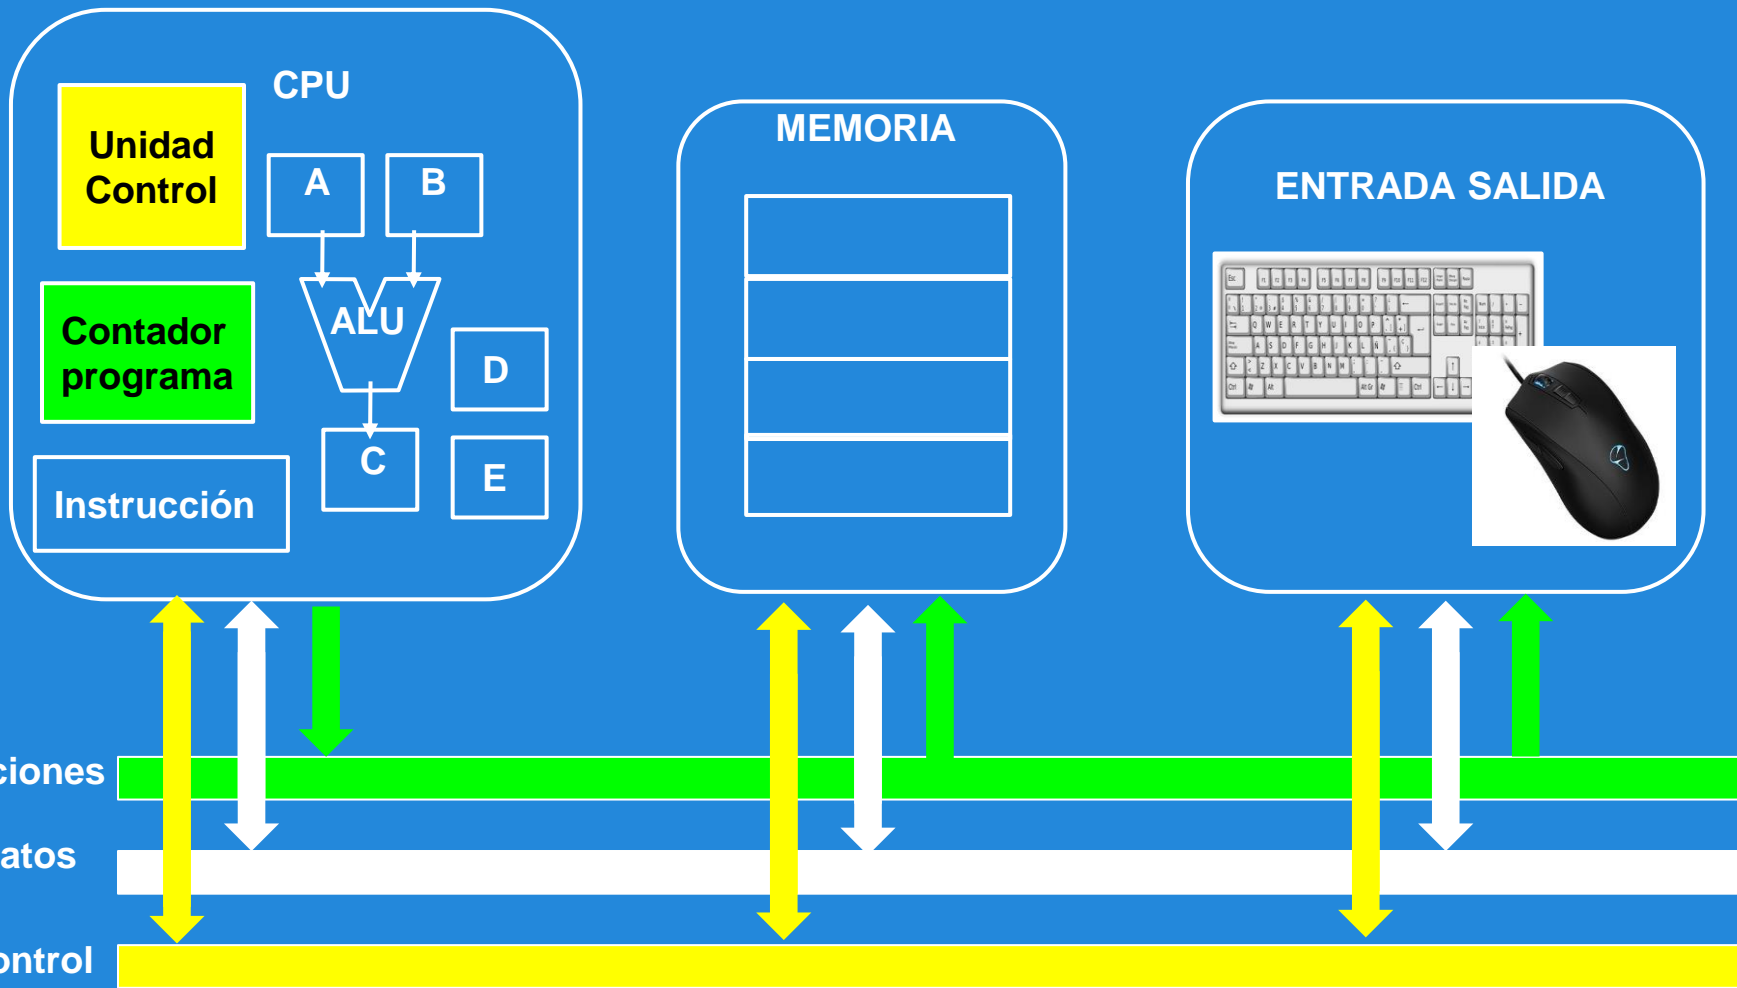 CPU
Unidad
Control
A
B
ALU
Contador
programa
D
C
E
Instrucción
MEMORIA
ENTRADA SALIDA
ciones
atos
ontrol